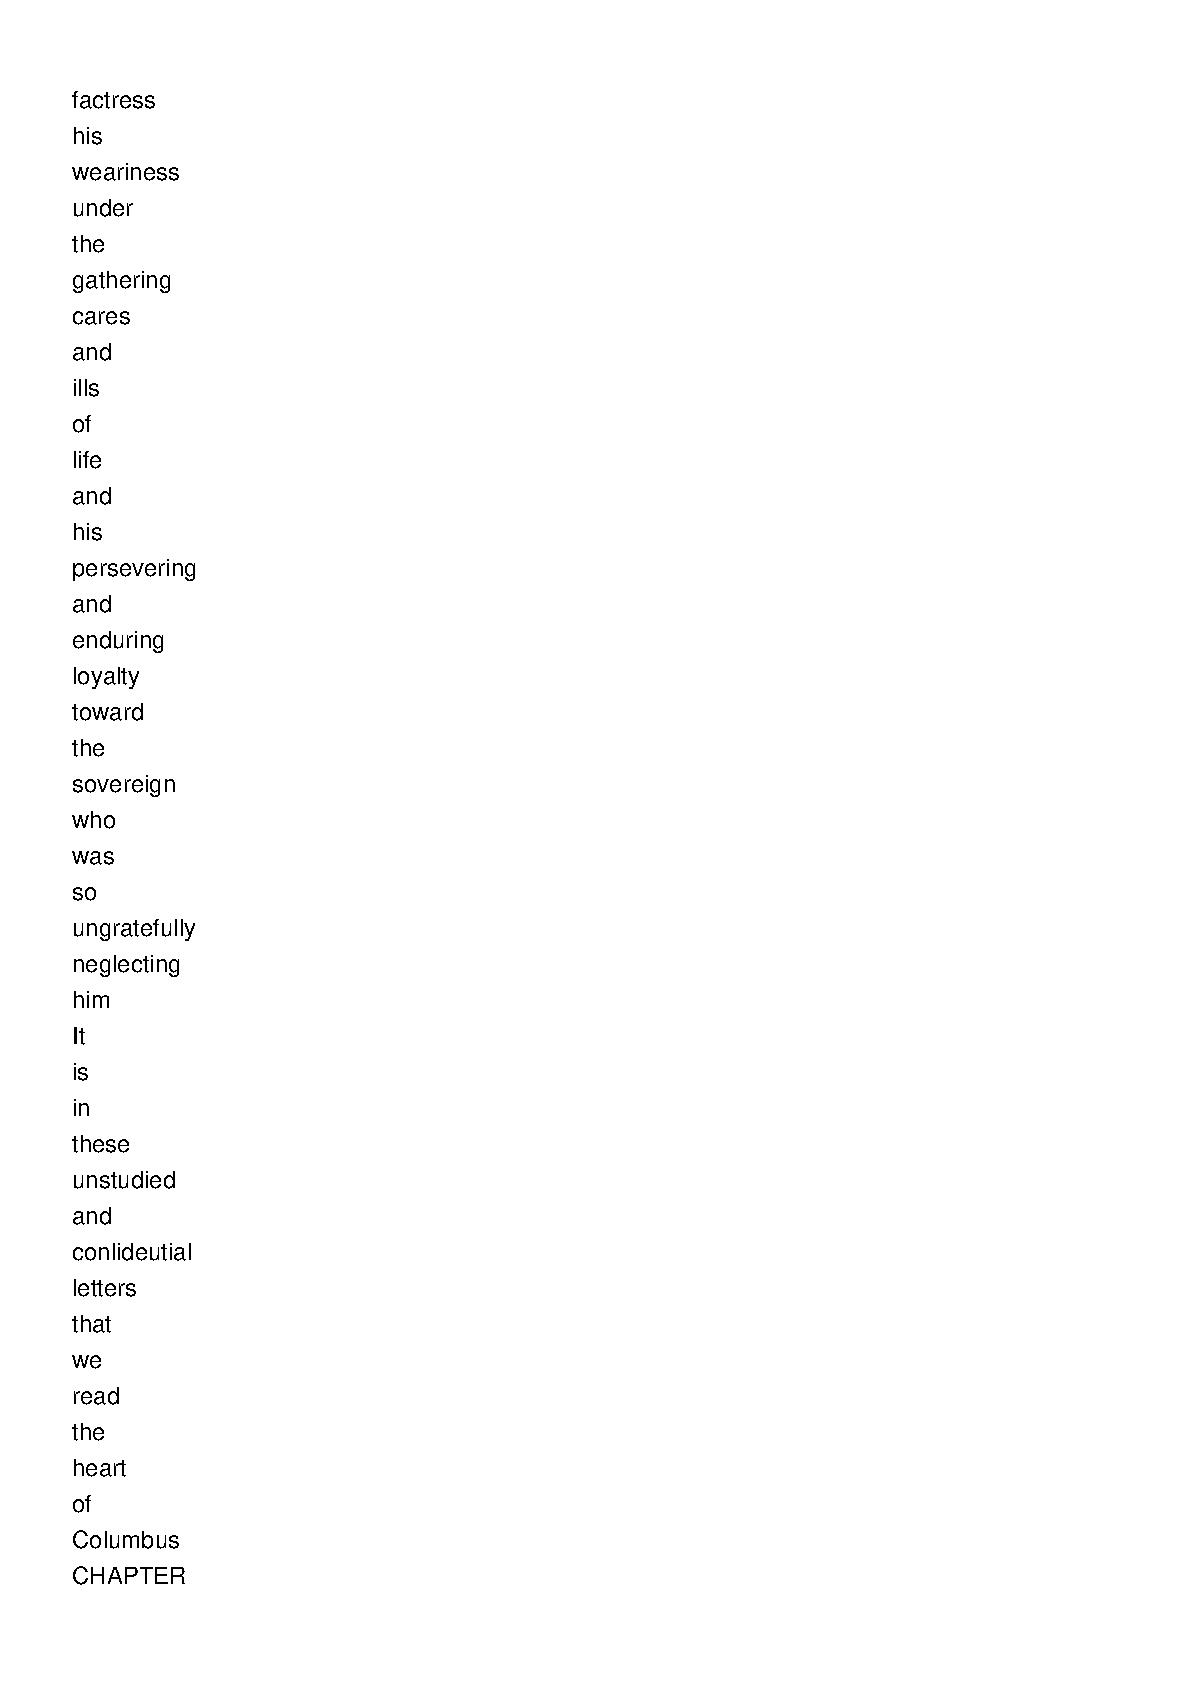 factress
his
weariness
under
the
gathering
cares
and
ills
of
life
and
his
persevering
and
enduring
loyalty
toward
the
sovereign
who
was
so
ungratefully
neglecting
him
It
is
in
these
unstudied
and
conlideutial
letters
that
we
read
the
heart
of
Columbus
CHAPTER